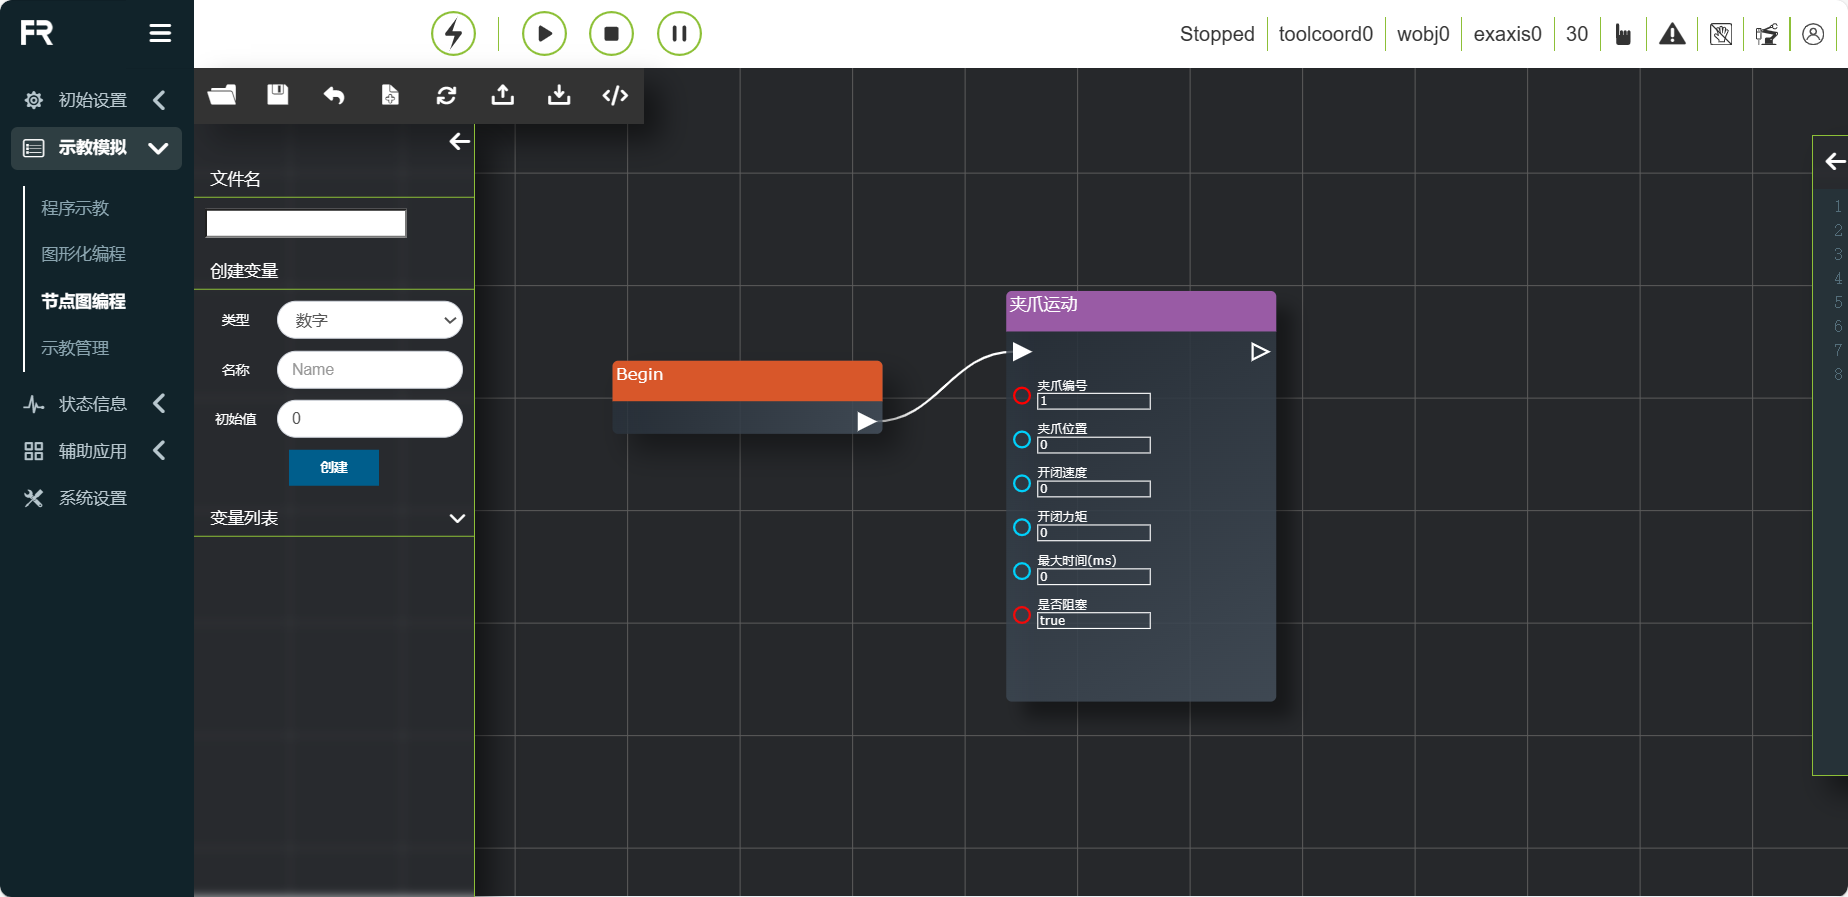 FR
Stopped
toolcoord0
wobj0
exaxis0
30
初始设置
示教模拟
程序示教
图形化编程
节点图编程
示教管理
状态信息
辅助应用
系统设置
文件名
创建变量
类型
数字
名称
Name
初始值
0
创建
变量列表
Begin
夹爪运动
夹爪编号
1
夹爪位置
0
开闭速度
0
开闭力矩
0
最大时间(ms)
0
是否阻塞
true
1
2
3
4
5
6
7
8